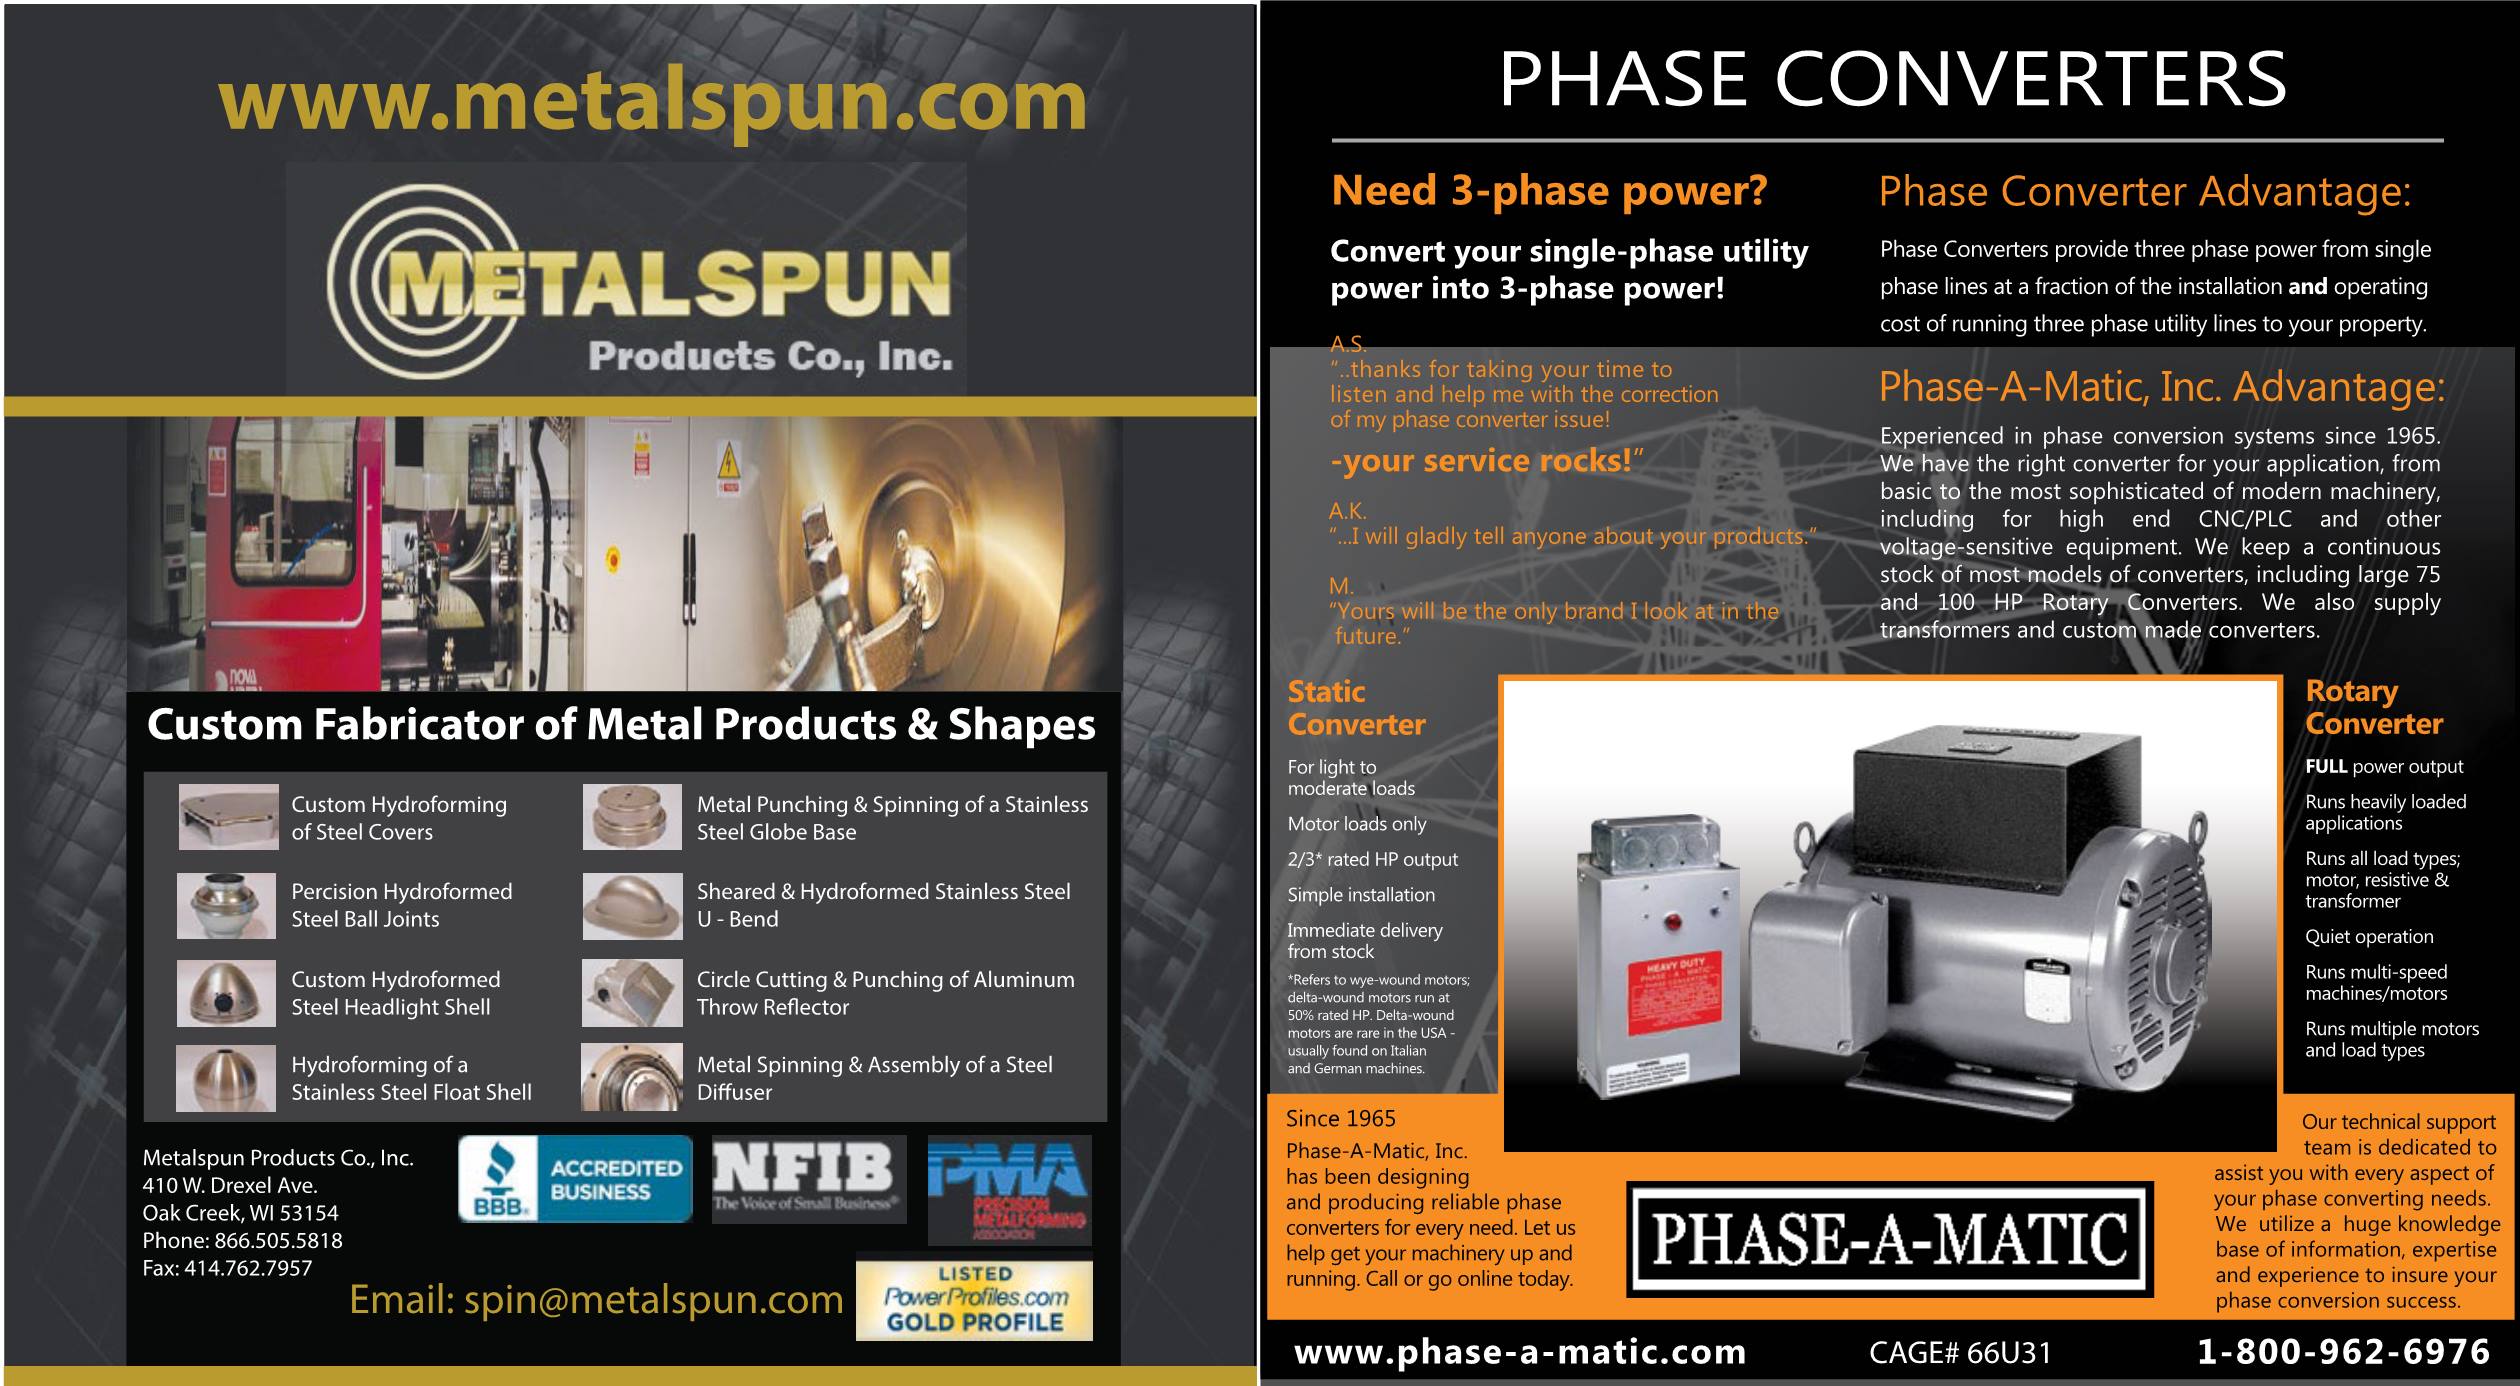 www.metalspun.com
METALSPUN
Products Co., Inc.
NOVA
Custom Fabricator of Metal Products & Shapes
Custom Hydroforming
of Steel Covers
Percision Hydroformed
Steel Ball Joints
Custom Hydroformed
Steel Headlight Shell
Hydroforming of a
Stainless Steel Float Shell
Metal Punching & Spinning of a Stainless
Steel Globe Base
Sheared & Hydroformed Stainless Steel
U - Bend
Circle Cutting & Punching of Aluminum
Throw Reflector
Metal Spinning & Assembly of a Steel
Diffuser
Metalspun Products Co., Inc.
410 W. Drexel Ave.
Oak Creek, WI 53154
Phone: 866.505.5818
Fax: 414.762.7957
BBB
ACCREDITED
BUSINESS
NFIB
The Voice of Small Business®
PMA
PRECISION
METALFORMING
ASSOCIATION
Email: spin@metalspun.com
LISTED
PowerProfiles.com
GOLD PROFILE
PHASE CONVERTERS
Need 3-phase power?
Convert your single-phase utility
power into 3-phase power!
A.S.
"..thanks for taking your time to
listen and help me with the correction
of my phase converter issue!
-your service rocks!"
A.K.
"...I will gladly tell anyone about your products."
M.
"Yours will be the only brand I look at in the
future."
Phase Converter Advantage:
Phase Converters provide three phase power from single
phase lines at a fraction of the installation and operating
cost of running three phase utility lines to your property.
Phase-A-Matic, Inc. Advantage:
Experienced in phase conversion systems since 1965.
We have the right converter for your application, from
basic to the most sophisticated of modern machinery,
including for high end CNC/PLC and other
voltage-sensitive equipment. We keep a continuous
stock of most models of converters, including large 75
and 100 HP Rotary Converters. We also supply
transformers and custom made converters.
Static
Converter
For light to
moderate loads
Motor loads only
2/3* rated HP output
Simple installation
Immediate delivery
from stock
*Refers to wye-wound motors;
delta-wound motors run at
50% rated HP. Delta-wound
motors are rare in the USA -
usually found on Italian
and German machines.
HEAVY DUTY
PHASE-A-MATIC
PHASE CONVERTER
Rotary
Converter
FULL power output
Runs heavily loaded
applications
Runs all load types;
motor, resistive &
transformer
Quiet operation
Runs multi-speed
machines/motors
Runs multiple motors
and load types
Since 1965
Phase-A-Matic, Inc.
has been designing
and producing reliable phase
converters for every need. Let us
help get your machinery up and
running. Call or go online today.
PHASE-A-MATIC
Our technical support
team is dedicated to
assist you with every aspect of
your phase converting needs.
We utilize a huge knowledge
base of information, expertise
and experience to insure your
phase conversion success.
www.phase-a-matic.com
CAGE# 66U31
1-800-962-6976